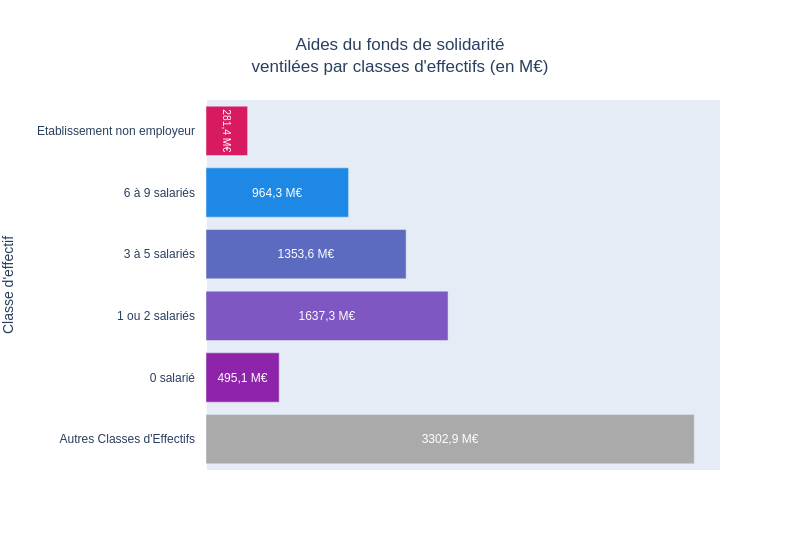 Aides du fonds de solidarité
ventilées par classes d'effectifs (en M€)
Classe d'effectif
Etablissement non employeur
281,4 M€
6 à 9 salariés
964,3 M€
3 à 5 salariés
1353,6 M€
1 ou 2 salariés
1637,3 M€
0 salarié
495,1 M€
Autres Classes d'Effectifs
3302,9 M€